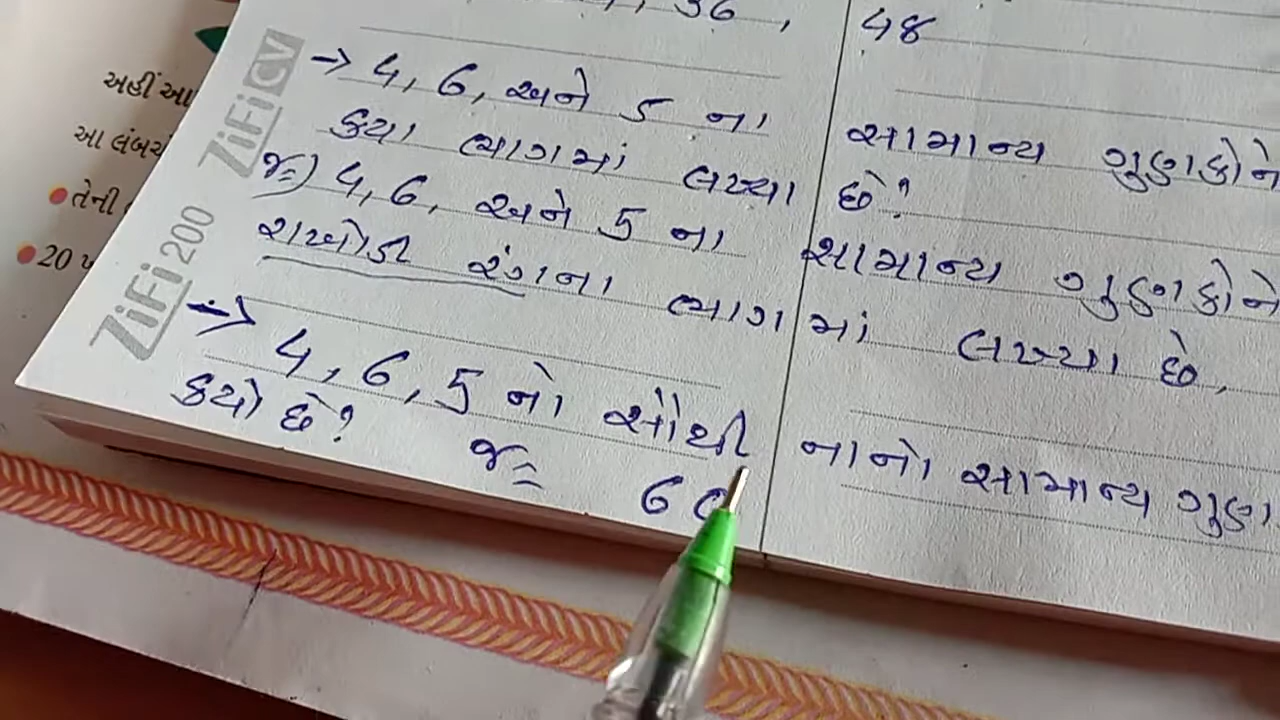 36, 48
→ 4, 6, અને 5 ના સામાન્ય ગુણકોને
કયા ભાગમાં લખ્યા છે?
જ=) 4, 6, અને 5 ના સામાન્ય ગુણકોને
રાખોડી રંગના ભાગમાં લખ્યા છે,
→ 4, 6, 5 નો સૌથી નાનો સામાન્ય ગુણ
કયો છે? જ= 60
અહીં આ
આ લંબચ
તેની
20
ZiFi CV
ZiFi 200